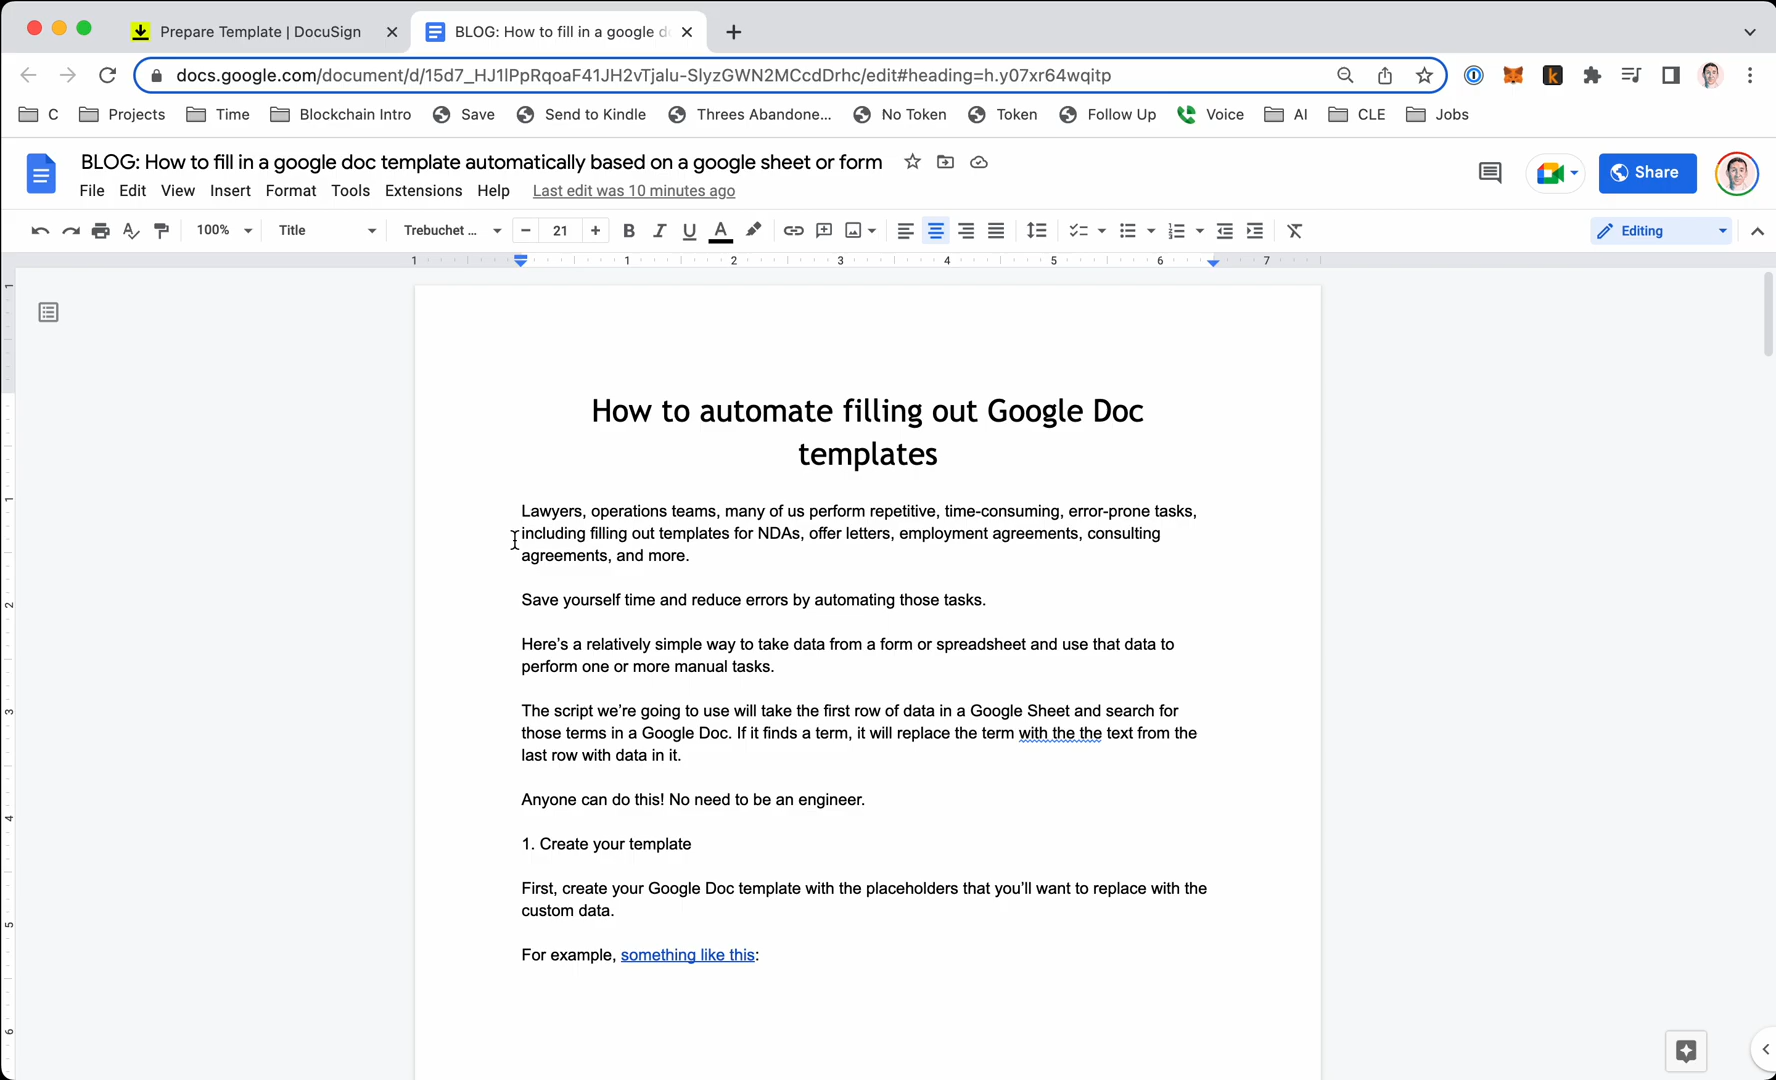 Prepare Template | DocuSign
BLOG: How to fill in a google d
docs.google.com/document/d/15d7_HJ1lPpRqoaF41JH2vTjalu-SlyzGWN2MCcdDrhc/edit#heading=h.y07xr64wqitp
C Projects Time Blockchain Intro Save Send to Kindle Threes Abandone... No Token Token Follow Up Voice AI CLE Jobs
BLOG: How to fill in a google doc template automatically based on a google sheet or form
File Edit View Insert Format Tools Extensions Help Last edit was 10 minutes ago
Share
100% Title Trebuchet ... 21 Editing
1 1 2 3 4 5 6 7
How to automate filling out Google Doc
templates
Lawyers, operations teams, many of us perform repetitive, time-consuming, error-prone tasks,
including filling out templates for NDAs, offer letters, employment agreements, consulting
agreements, and more.
Save yourself time and reduce errors by automating those tasks.
Here's a relatively simple way to take data from a form or spreadsheet and use that data to
perform one or more manual tasks.
The script we're going to use will take the first row of data in a Google Sheet and search for
those terms in a Google Doc. If it finds a term, it will replace the term with the the text from the
last row with data in it.
Anyone can do this! No need to be an engineer.
1. Create your template
First, create your Google Doc template with the placeholders that you'll want to replace with the
custom data.
For example, something like this: